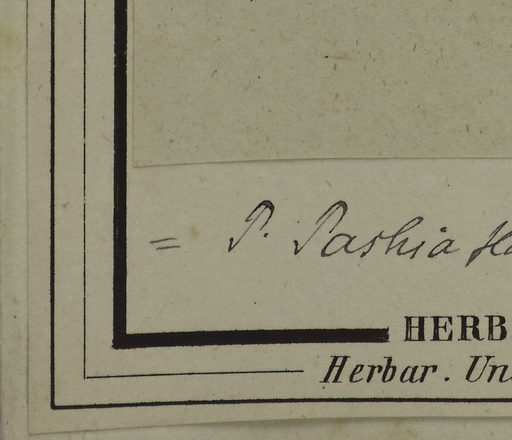 = P. Pashia
HERB
Herbar. Un